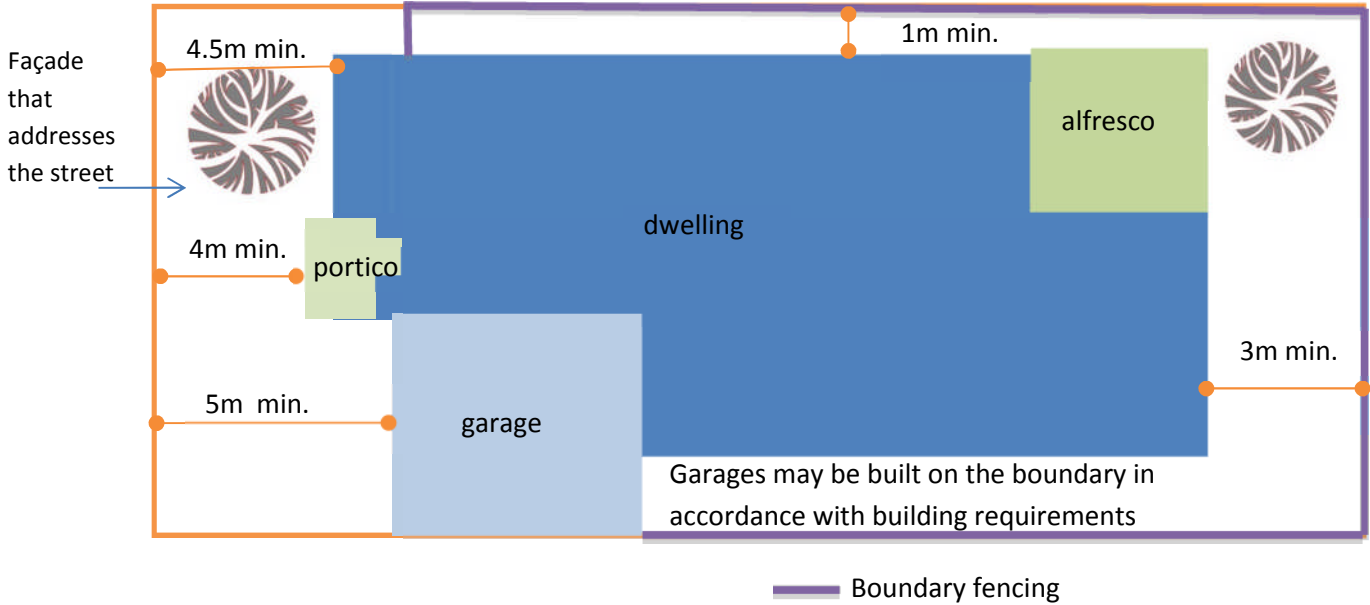 1m min.
4.5m min.
Façade
that
addresses
the street
alfresco
dwelling
4m min.
portico
3m min.
5m  min.
garage
Garages may be built on the boundary in
accordance with building requirements
Boundary fencing